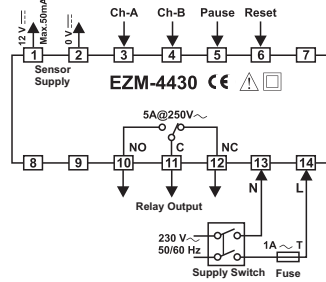 12 V Max.50mA 0 V Ch-A Ch-B Pause Reset
1 2 3 4 5 6 7
Sensor
Supply
EZM-4430 CE
5A@250V~
NO C NC
8 9 10 11 12 13 14
N L
Relay Output
230 V~
50/60 Hz
1A ~ T
Supply Switch Fuse